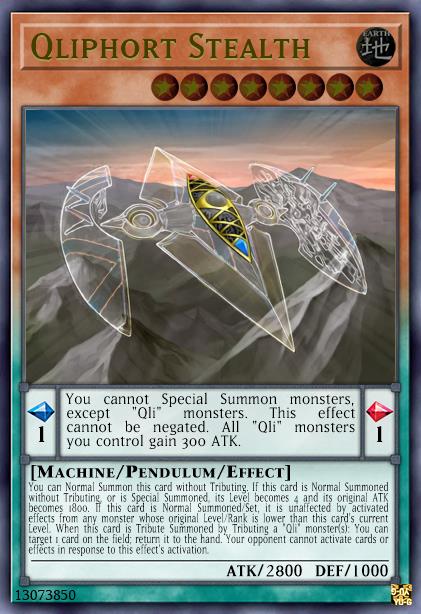 QLIPHORT STEALTH
EARTH
地
You cannot Special Summon monsters,
except "Qli" monsters. This effect
cannot be negated. All "Qli" monsters
you control gain 300 ATK.
1
1
[MACHINE/PENDULUM/EFFECT]
You can Normal Summon this card without Tributing. If this card is Normal Summoned
without Tributing, or is Special Summoned, its Level becomes 4 and its original ATK
becomes 1800. If this card is Normal Summoned/Set, it is unaffected by activated
effects from any monster whose original Level/Rank is lower than this card's current
Level. When this card is Tribute Summoned by Tributing a "Qli" monster(s): You can
target 1 card on the field; return it to the hand. Your opponent cannot activate cards or
effects in response to this effect's activation.
ATK/2800 DEF/1000
13073850